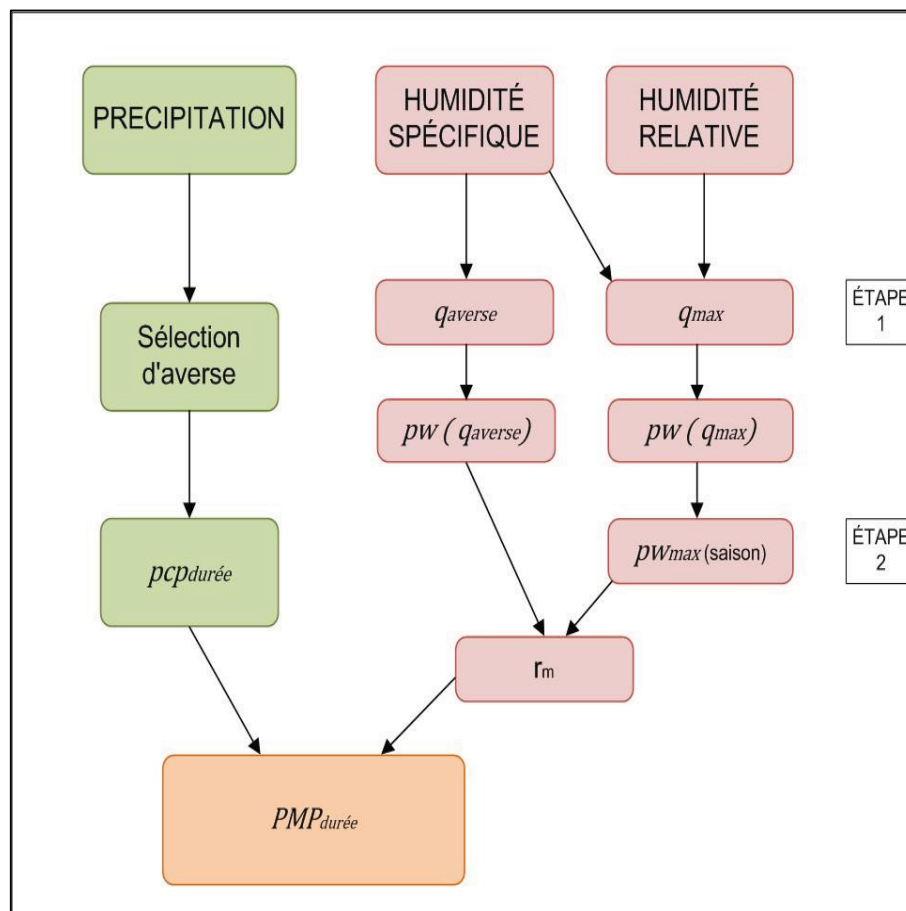 PRECIPITATION
HUMIDITÉ
SPÉCIFIQUE
HUMIDITÉ
RELATIVE
Sélection
d'averse
qaverse
qmax
ÉTAPE
1
pw ( qaverse)
pw ( qmax)
pcpdurée
pwmax (saison)
ÉTAPE
2
rm
PMPdurée